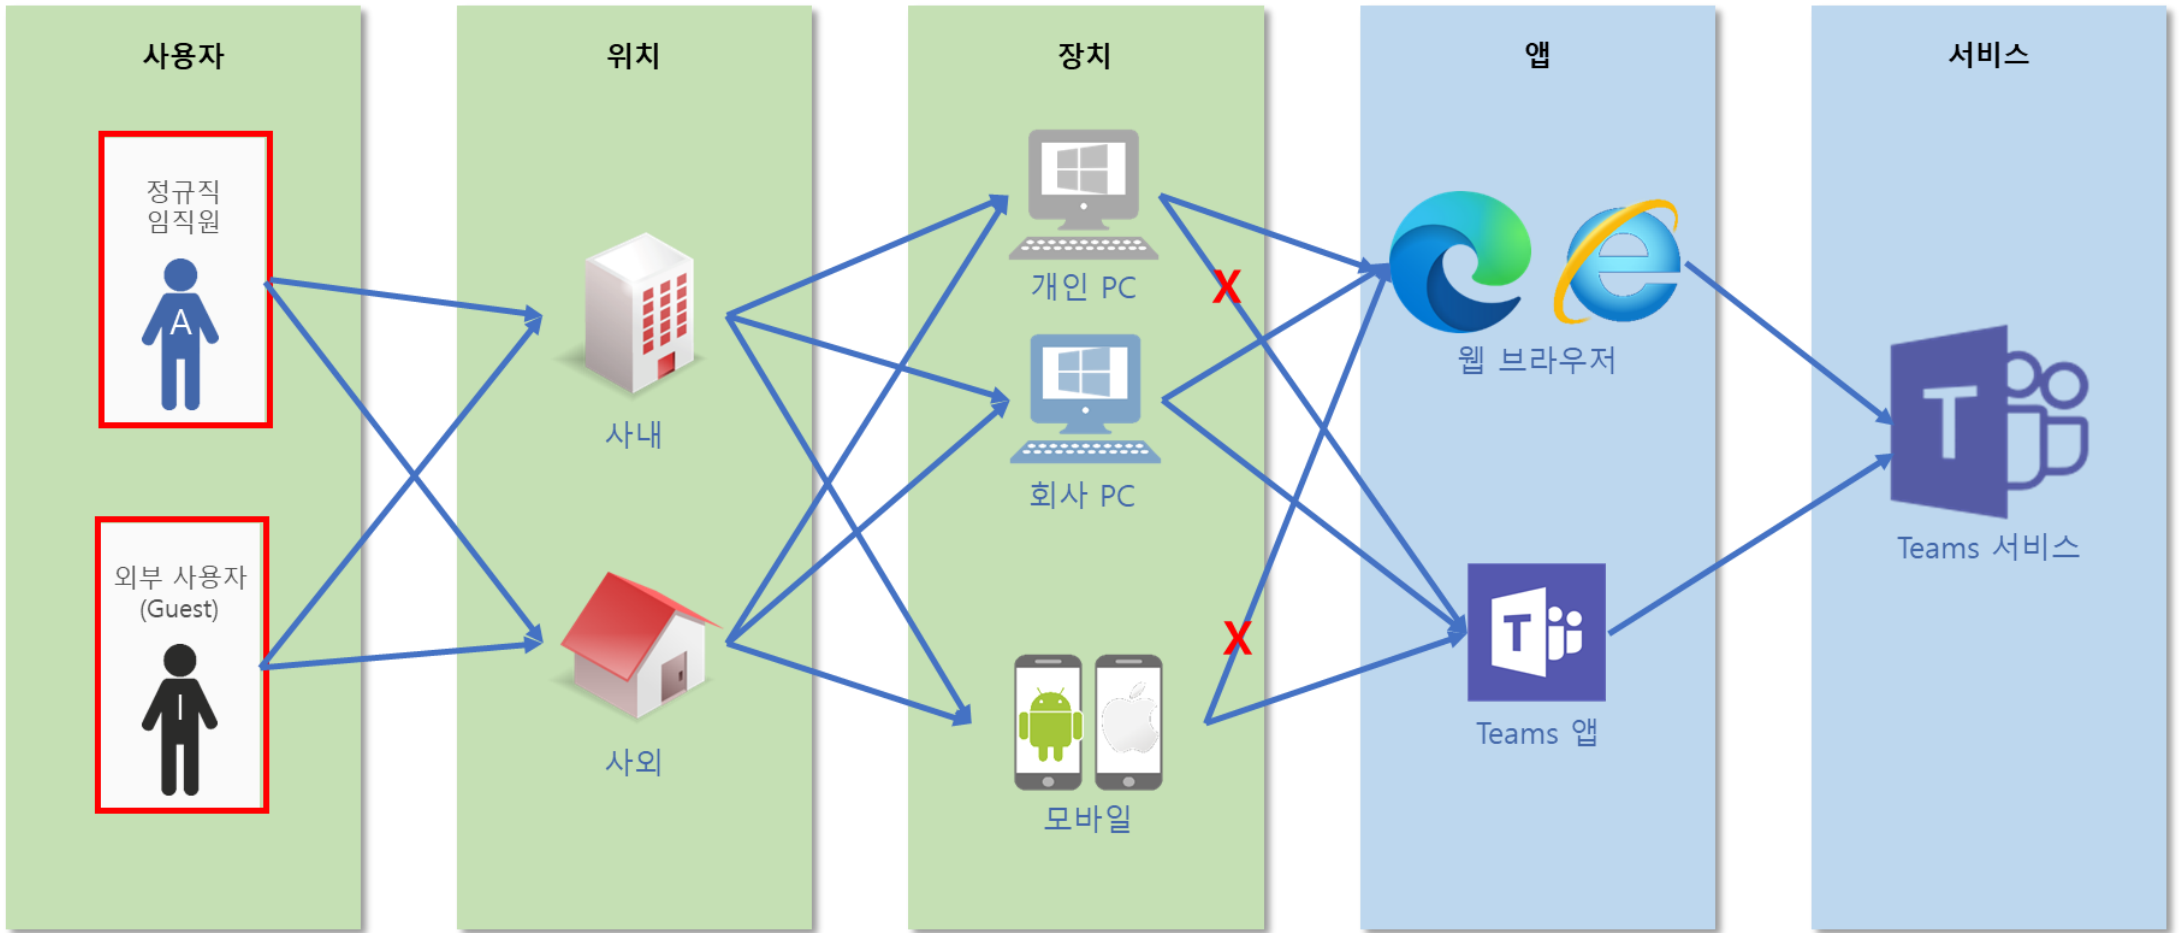 사용자
위치
장치
앱
서비스
정규직
임직원
A
외부 사용자
(Guest)
I
사내
사외
개인 PC
X
회사 PC
X
모바일
웹 브라우저
T
Teams 앱
T
Teams 서비스